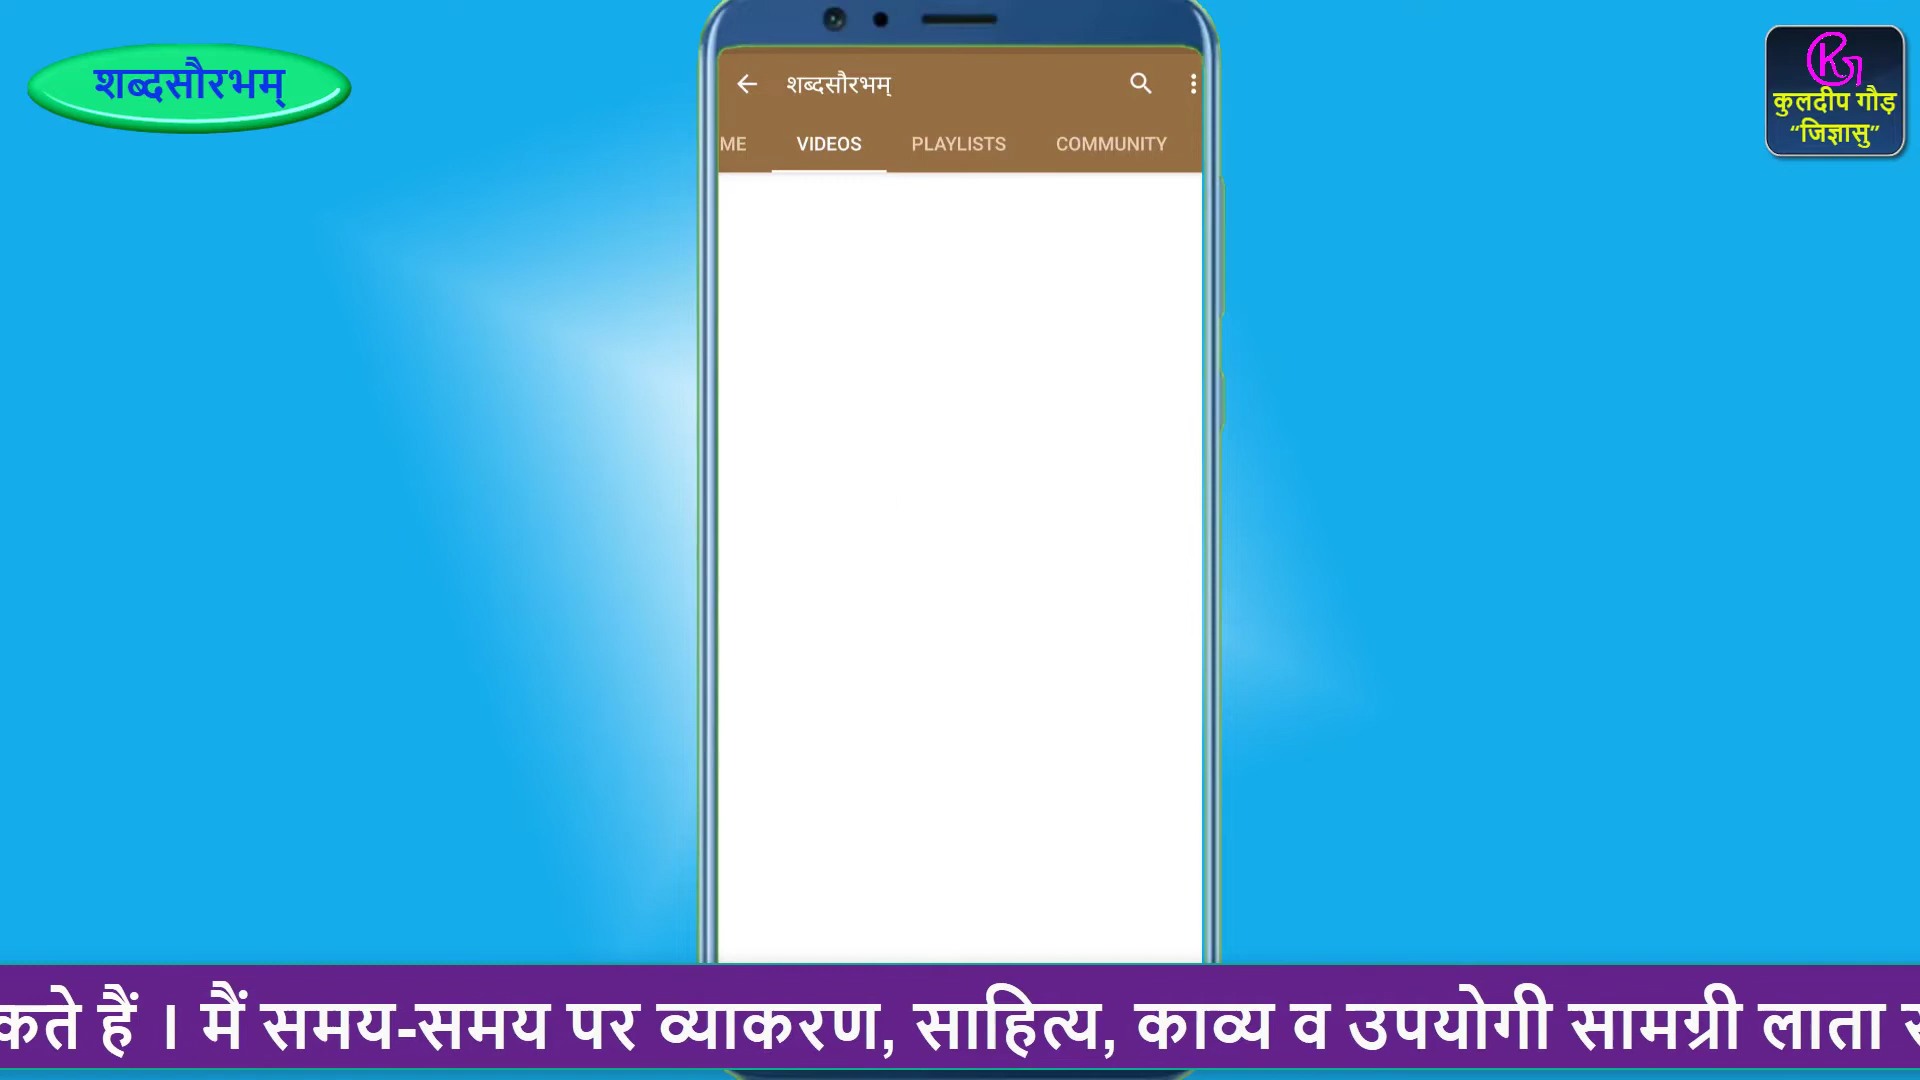 शब्दसौरभम्
शब्दसौरभम्
ME VIDEOS PLAYLISTS COMMUNITY
कुलदीप गौड़
“जिज्ञासु”
कते हैं । मैं समय-समय पर व्याकरण, साहित्य, काव्य व उपयोगी सामग्री लाता